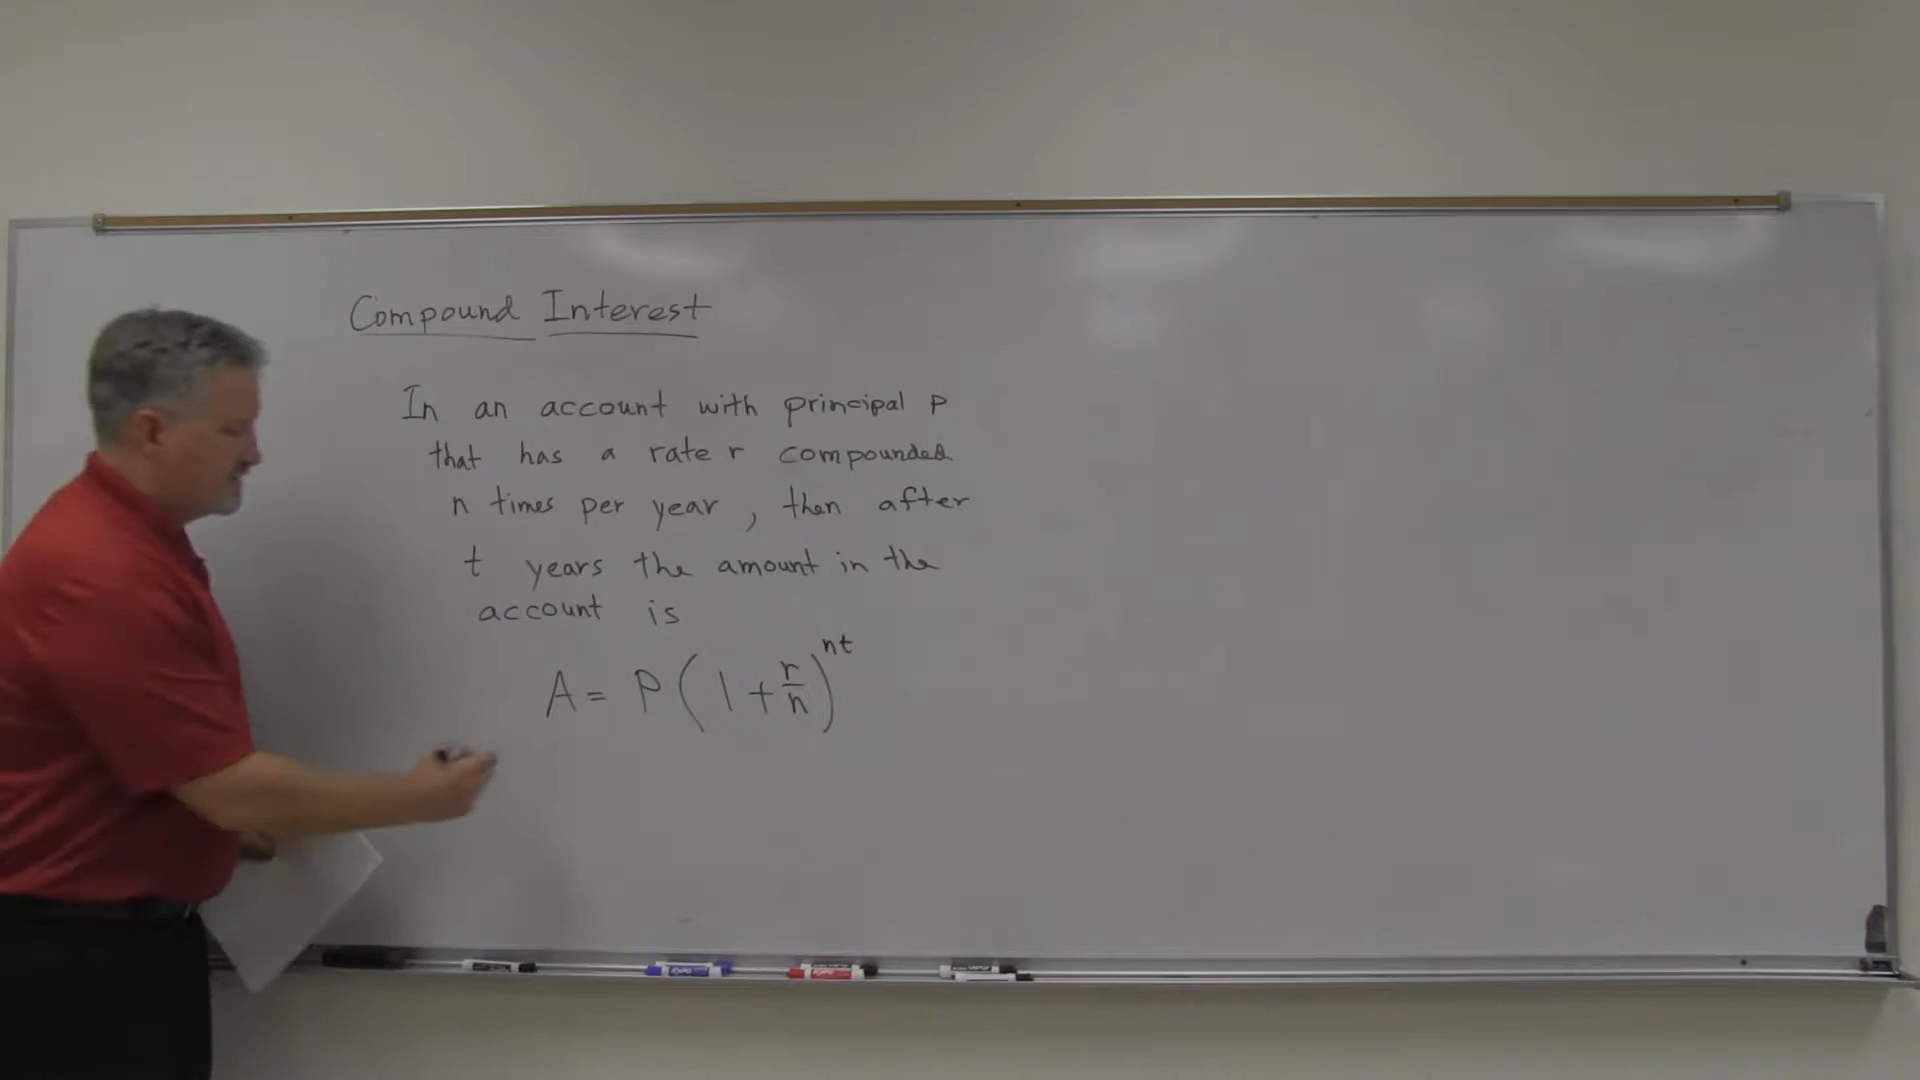 Compound Interest
In an account with principal P
that has a rate r compounded
n times per year, then after
t years the amount in the
account is
A = P(1 + r/n)^nt